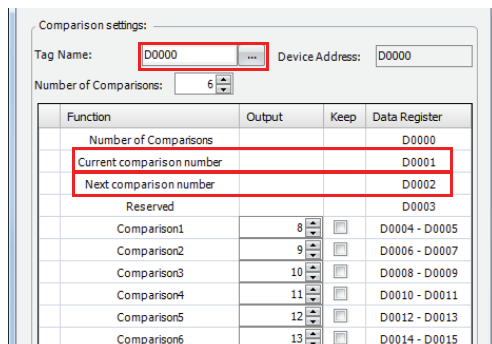 Comparison settings:
Tag Name: D0000 ... Device Address: D0000
Number of Comparisons: 6
Function Output Keep Data Register
Number of Comparisons D0000
Current comparison number D0001
Next comparison number D0002
Reserved D0003
Comparison1 8 D0004 - D0005
Comparison2 9 D0006 - D0007
Comparison3 10 D0008 - D0009
Comparison4 11 D0010 - D0011
Comparison5 12 D0012 - D0013
Comparison6 13 D0014 - D0015